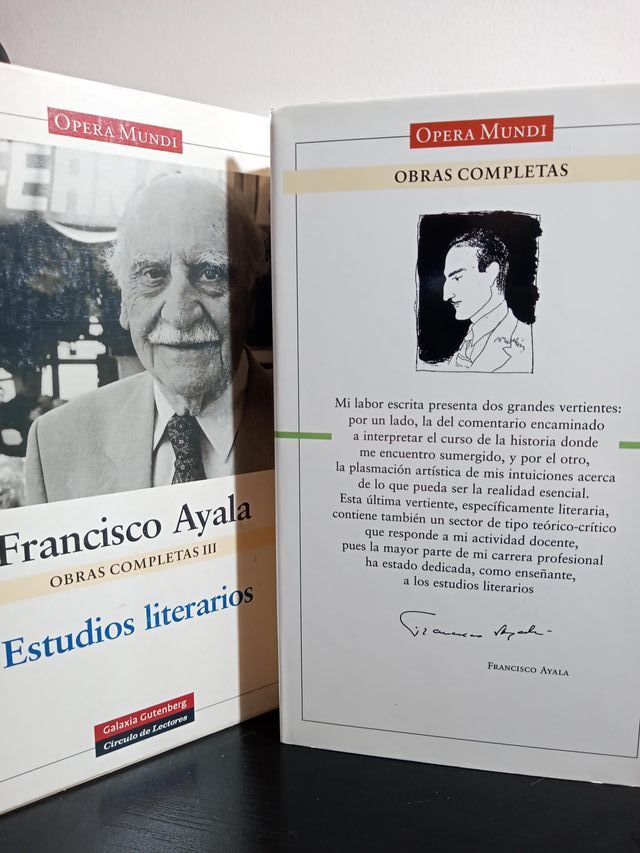 OPERA MUNDI
Francisco Ayala
OBRAS COMPLETAS III
Estudios literarios
Galaxia Gutenberg
Círculo de Lectores
OPERA MUNDI
OBRAS COMPLETAS
Mi labor escrita presenta dos grandes vertientes:
por un lado, la del comentario encaminado
a interpretar el curso de la historia donde
me encuentro sumergido, y por el otro,
la plasmación artística de mis intuiciones acerca
de lo que pueda ser la realidad esencial.
Esta última vertiente, específicamente literaria,
contiene también un sector de tipo teórico-crítico
que responde a mi actividad docente,
pues la mayor parte de mi carrera profesional
ha estado dedicada, como enseñante,
a los estudios literarios
Francisco Ayala
FRANCISCO AYALA